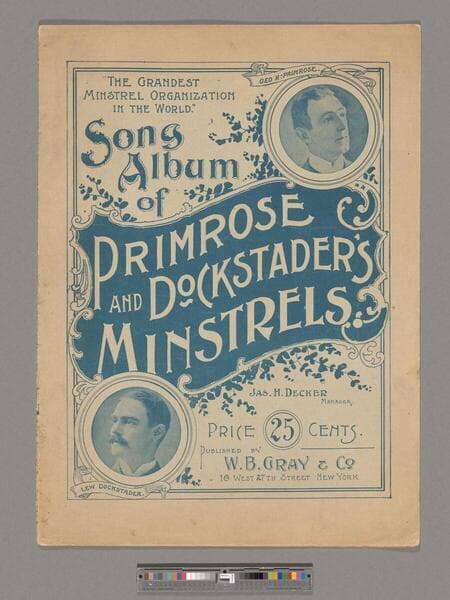 "The Grandest
Minstrel Organization
in the World."
Geo. H. Primrose.
Song
Album
of
Primrose
and Dockstader's
Minstrels.
Jas. H. Decker
Manager.
Price 25 Cents.
Published by
W. B. Gray & Co
16 West 27th Street New York.
Lew Dockstader.